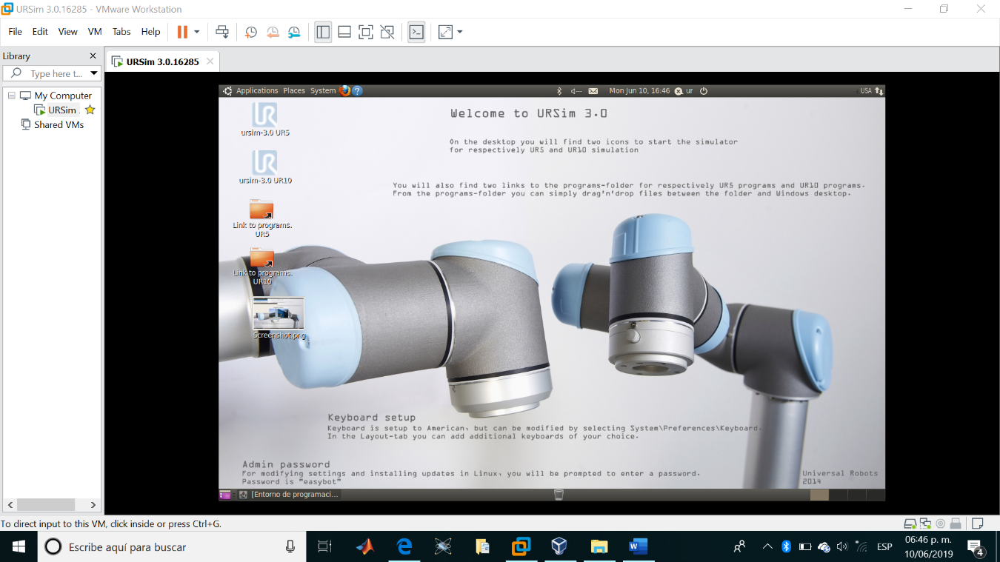 URSim 3.0.16285 - VMware Workstation
File Edit View VM Tabs Help
Library
URSim 3.0.16285
Type here t...
My Computer
URSim
Shared VMs
Applications Places System
Mon Jun 10, 16:46
ur
USA
UR
ursim-3.0 UR5
UR
ursim-3.0 UR10
Link to programs.
UR5
Link to programs.
UR10
Screenshot.png
Welcome to URSim 3.0
On the desktop you will find two icons to start the simulator
for respectively UR5 and UR10 simulation
You will also find two links to the programs-folder for respectively UR5 programs and UR10 programs.
From the programs-folder you can simply drag'n'drop files between the folder and Windows desktop.
Keyboard setup
Keyboard is setup to American, but can be modified by selecting System\Preferences\Keyboard.
In the Layout-tab you can add additional keyboards of your choice.
Admin password
For modifying settings and installing updates in Linux, you will be prompted to enter a password.
Password is "easybot"
Universal Robots
2014
[Entorno de programaci...
To direct input to this VM, click inside or press Ctrl+G.
Escribe aquí para buscar
ESP
06:46 p. m.
10/06/2019
4